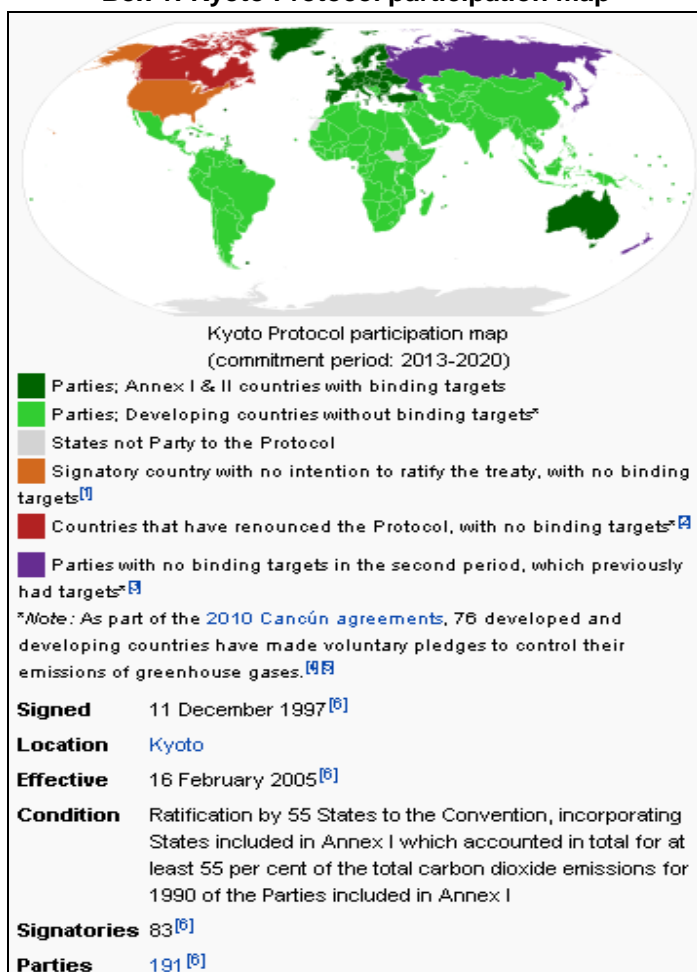 Box 1: Kyoto Protocol participation map
Kyoto Protocol participation map
(commitment period: 2013-2020)
Parties; Annex I & II countries with binding targets
Parties; Developing countries without binding targets*
States not Party to the Protocol
Signatory country with no intention to ratify the treaty, with no binding
targets[1]
Countries that have renounced the Protocol, with no binding targets*[2]
Parties with no binding targets in the second period, which previously
had targets*[3]
*Note: As part of the 2010 Cancún agreements, 76 developed and
developing countries have made voluntary pledges to control their
emissions of greenhouse gases.[4][5]
Signed 11 December 1997[6]
Location Kyoto
Effective 16 February 2005[6]
Condition Ratification by 55 States to the Convention, incorporating
States included in Annex I which accounted in total for at
least 55 per cent of the total carbon dioxide emissions for
1990 of the Parties included in Annex I
Signatories 83[6]
Parties 191[6]